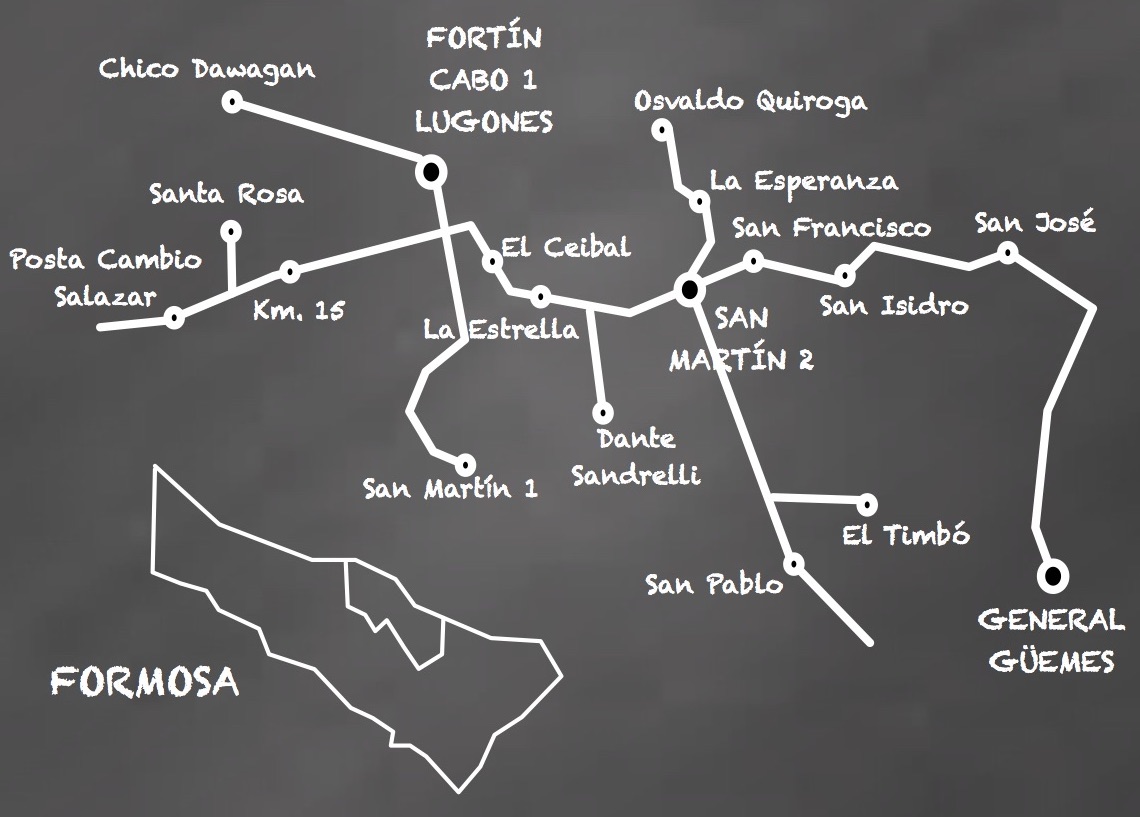 FORTÍN
CABO 1
LUGONES
Chico Dawagan
Osvaldo Quiroga
Santa Rosa
La Esperanza
San Francisco
San José
Posta Cambio
Salazar
El Ceibal
Km. 15
San Isidro
La Estrella
SAN
MARTÍN 2
Dante
Sandrelli
San Martín 1
El Timbó
San Pablo
GENERAL
GÜEMES
FORMOSA